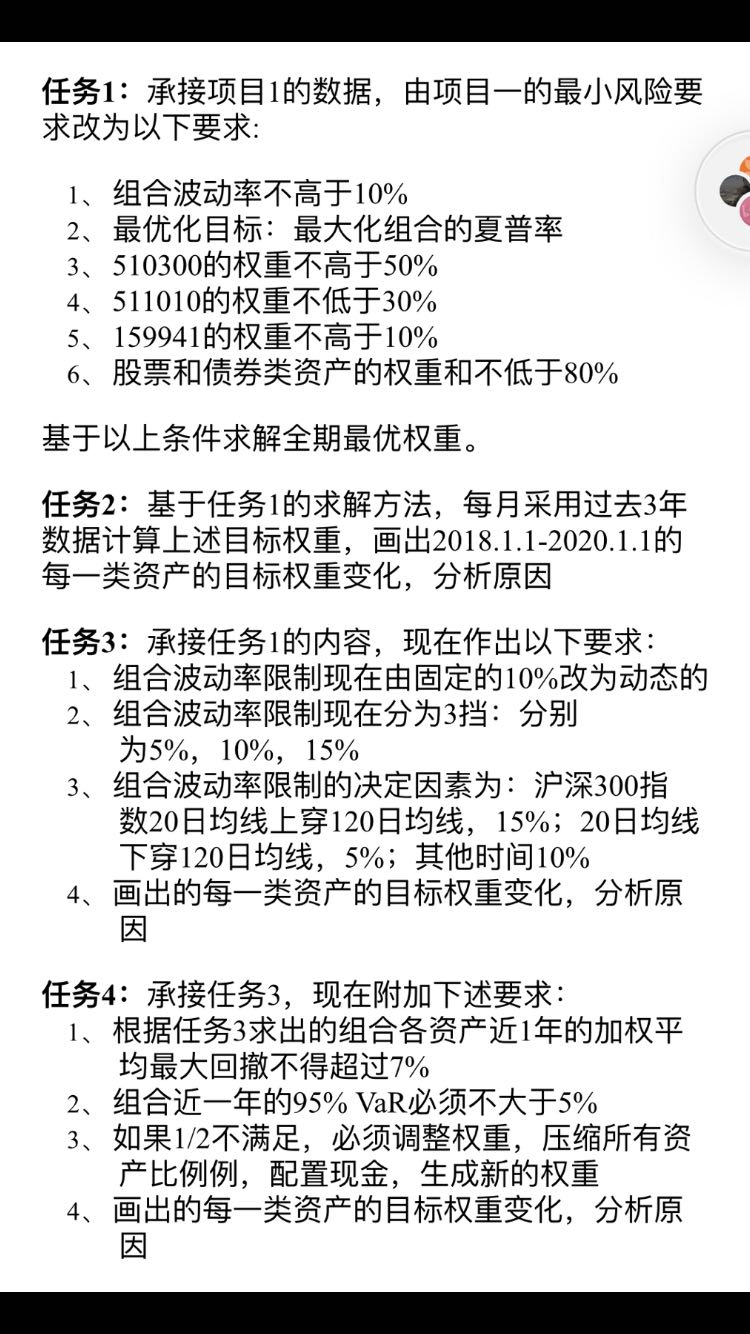 任务1：承接项目1的数据，由项目一的最小风险要
求改为以下要求:
1、 组合波动率不高于10%
2、 最优化目标：最大化组合的夏普率
3、 510300的权重不高于50%
4、 511010的权重不低于30%
5、 159941的权重不高于10%
6、 股票和债券类资产的权重和不低于80%
基于以上条件求解全期最优权重。
任务2：基于任务1的求解方法，每月采用过去3年
数据计算上述目标权重，画出2018.1.1-2020.1.1的
每一类资产的目标权重变化，分析原因
任务3：承接任务1的内容，现在作出以下要求：
1、 组合波动率限制现在由固定的10%改为动态的
2、 组合波动率限制现在分为3挡：分别
为5%，10%，15%
3、 组合波动率限制的决定因素为：沪深300指
数20日均线上穿120日均线，15%；20日均线
下穿120日均线，5%；其他时间10%
4、 画出的每一类资产的目标权重变化，分析原
因
任务4：承接任务3，现在附加下述要求：
1、 根据任务3求出的组合各资产近1年的加权平
均最大回撤不得超过7%
2、 组合近一年的95% VaR必须不大于5%
3、 如果1/2不满足，必须调整权重，压缩所有资
产比例例，配置现金，生成新的权重
4、 画出的每一类资产的目标权重变化，分析原
因